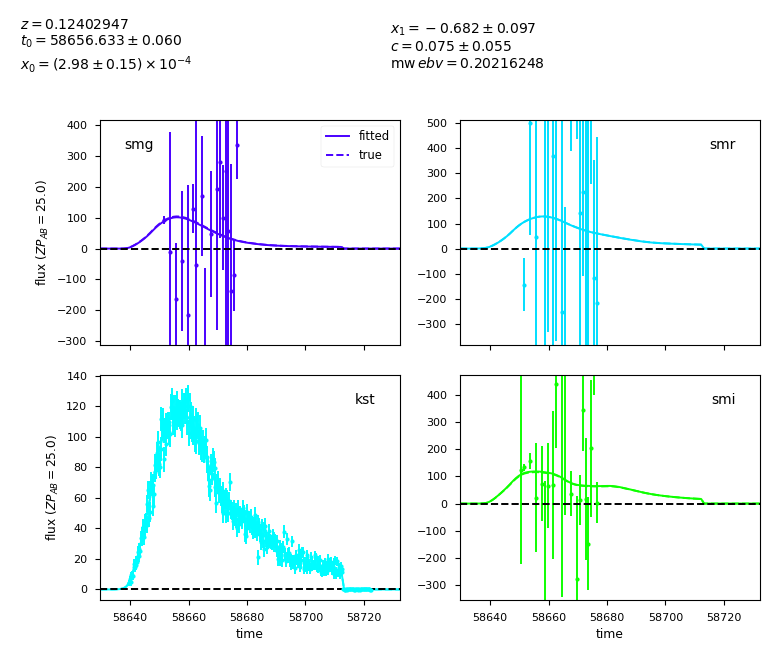 z = 0.12402947
t0 = 58656.633 ± 0.060
x0 = (2.98 ± 0.15) × 10^−4
x1 = −0.682 ± 0.097
c = 0.075 ± 0.055
mw ebv = 0.20216248
400
300
200
100
0
−100
−200
−300
flux (ZP_AB = 25.0)
smg
fitted
true
500
400
300
200
100
0
−100
−200
−300
smr
140
120
100
80
60
40
20
0
flux (ZP_AB = 25.0)
kst
58640
58660
58680
58700
58720
time
400
300
200
100
0
−100
−200
−300
smi
58640
58660
58680
58700
58720
time